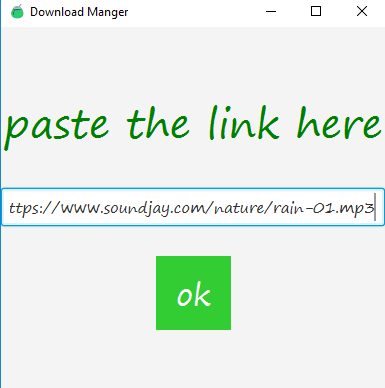 Download Manger
paste the link here
ttps://www.soundjay.com/nature/rain-01.mp3
ok